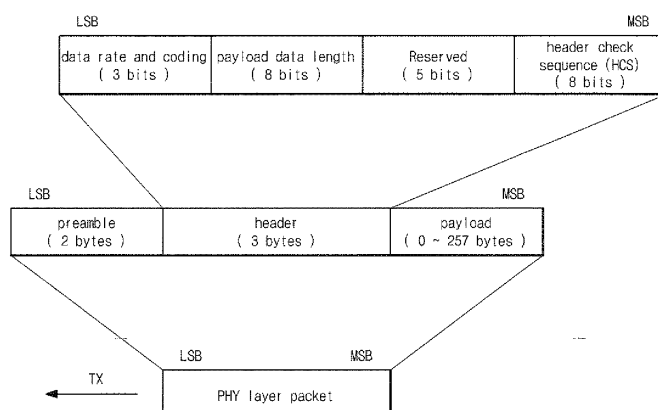 LSB MSB
data rate and coding payload data length Reserved header check
sequence (HCS)
( 3 bits) ( 8 bits) ( 5 bits) ( 8 bits)
LSB MSB
preamble header payload
( 2 bytes) ( 3 bytes ) ( 0 ~ 257 bytes)
LSB MSB
TX
PHY layer packet